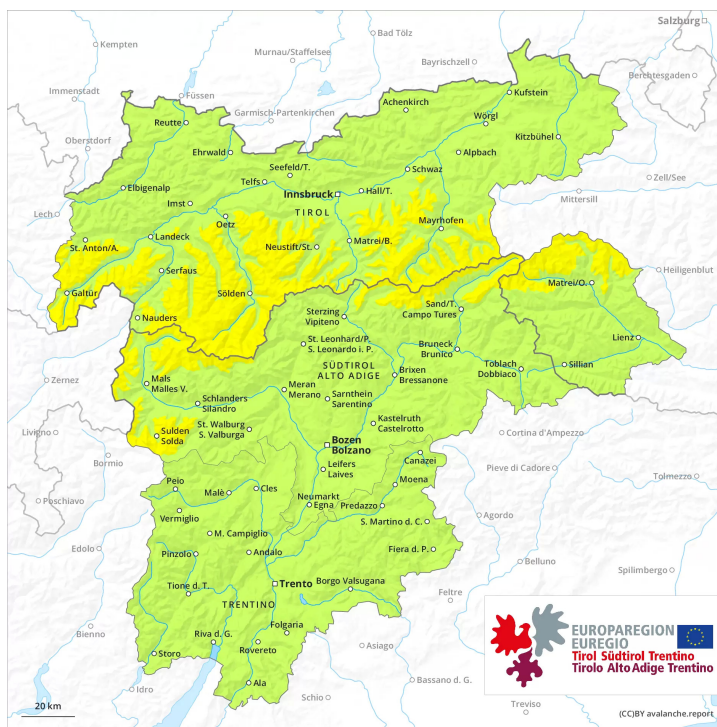 Salzburg
Kempten
Bad Tölz
Murnau/Staffelsee
Bayrischzell
Berchtesgaden
Immenstadt
Füssen
Kufstein
Achenkirch
Garmisch-Partenkirchen
Wörgl
Reutte
Oberstdorf
Kitzbühel
Ehrwald
Alpbach
Seefeld/T.
Schwaz
Zell/See
Telfs
Elbigenalp
Innsbruck
Hall/T.
Mittersill
Imst
TIROL
Lech
Oetz
Mayrhofen
Landeck
St. Anton/A.
Neustift/St.
Matrei/B.
Serfaus
Heiligenblut
Matrei/O.
Galtür
Sölden
Sand/T.
Campo Tures
Nauders
Sterzing
Vipiteno
Lienz
St. Leonhard/P.
S. Leonardo i. P.
Bruneck
Brunico
Toblach
Dobbiaco
Sillian
SÜDTIROL
ALTO ADIGE
Brixen
Bressanone
Zernez
Mals
Malles V.
Meran
Merano
Schlanders
Silandro
Sarnthein
Sarentino
Kastelruth
Castelrotto
St. Walburg
S. Valburga
Sulden
Solda
Livigno
Cortina d'Ampezzo
Bozen
Bolzano
Bormio
Leifers
Laives
Canazei
Pieve di Cadore
Tolmezzo
Peio
Moena
Poschiavo
Malè
Cles
Neumarkt
Egna
Predazzo
Vermiglio
Agordo
S. Martino d. C.
M. Campiglio
Edolo
Pinzolo
Andalo
Fiera d. P.
Belluno
Spilimbergo
Trento
Tione d. T.
Borgo Valsugana
Feltre
TRENTINO
Folgaria
Bienno
Riva d. G.
Rovereto
Asiago
Storo
Bassano d. G.
Ala
Idro
Schio
Treviso
EUROPAREGION
EUREGIO
Tirol Südtirol Trentino
Tirolo Alto Adige Trentino
20 km
(CC)BY avalanche.report